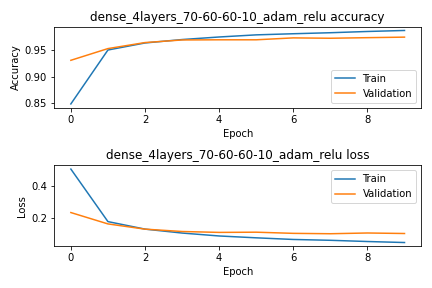 dense_4layers_70-60-60-10_adam_relu accuracy
Accuracy
0.95
0.90
0.85
Train
Validation
0 2 4 6 8
Epoch
dense_4layers_70-60-60-10_adam_relu loss
Loss
0.4
0.2
Train
Validation
0 2 4 6 8
Epoch